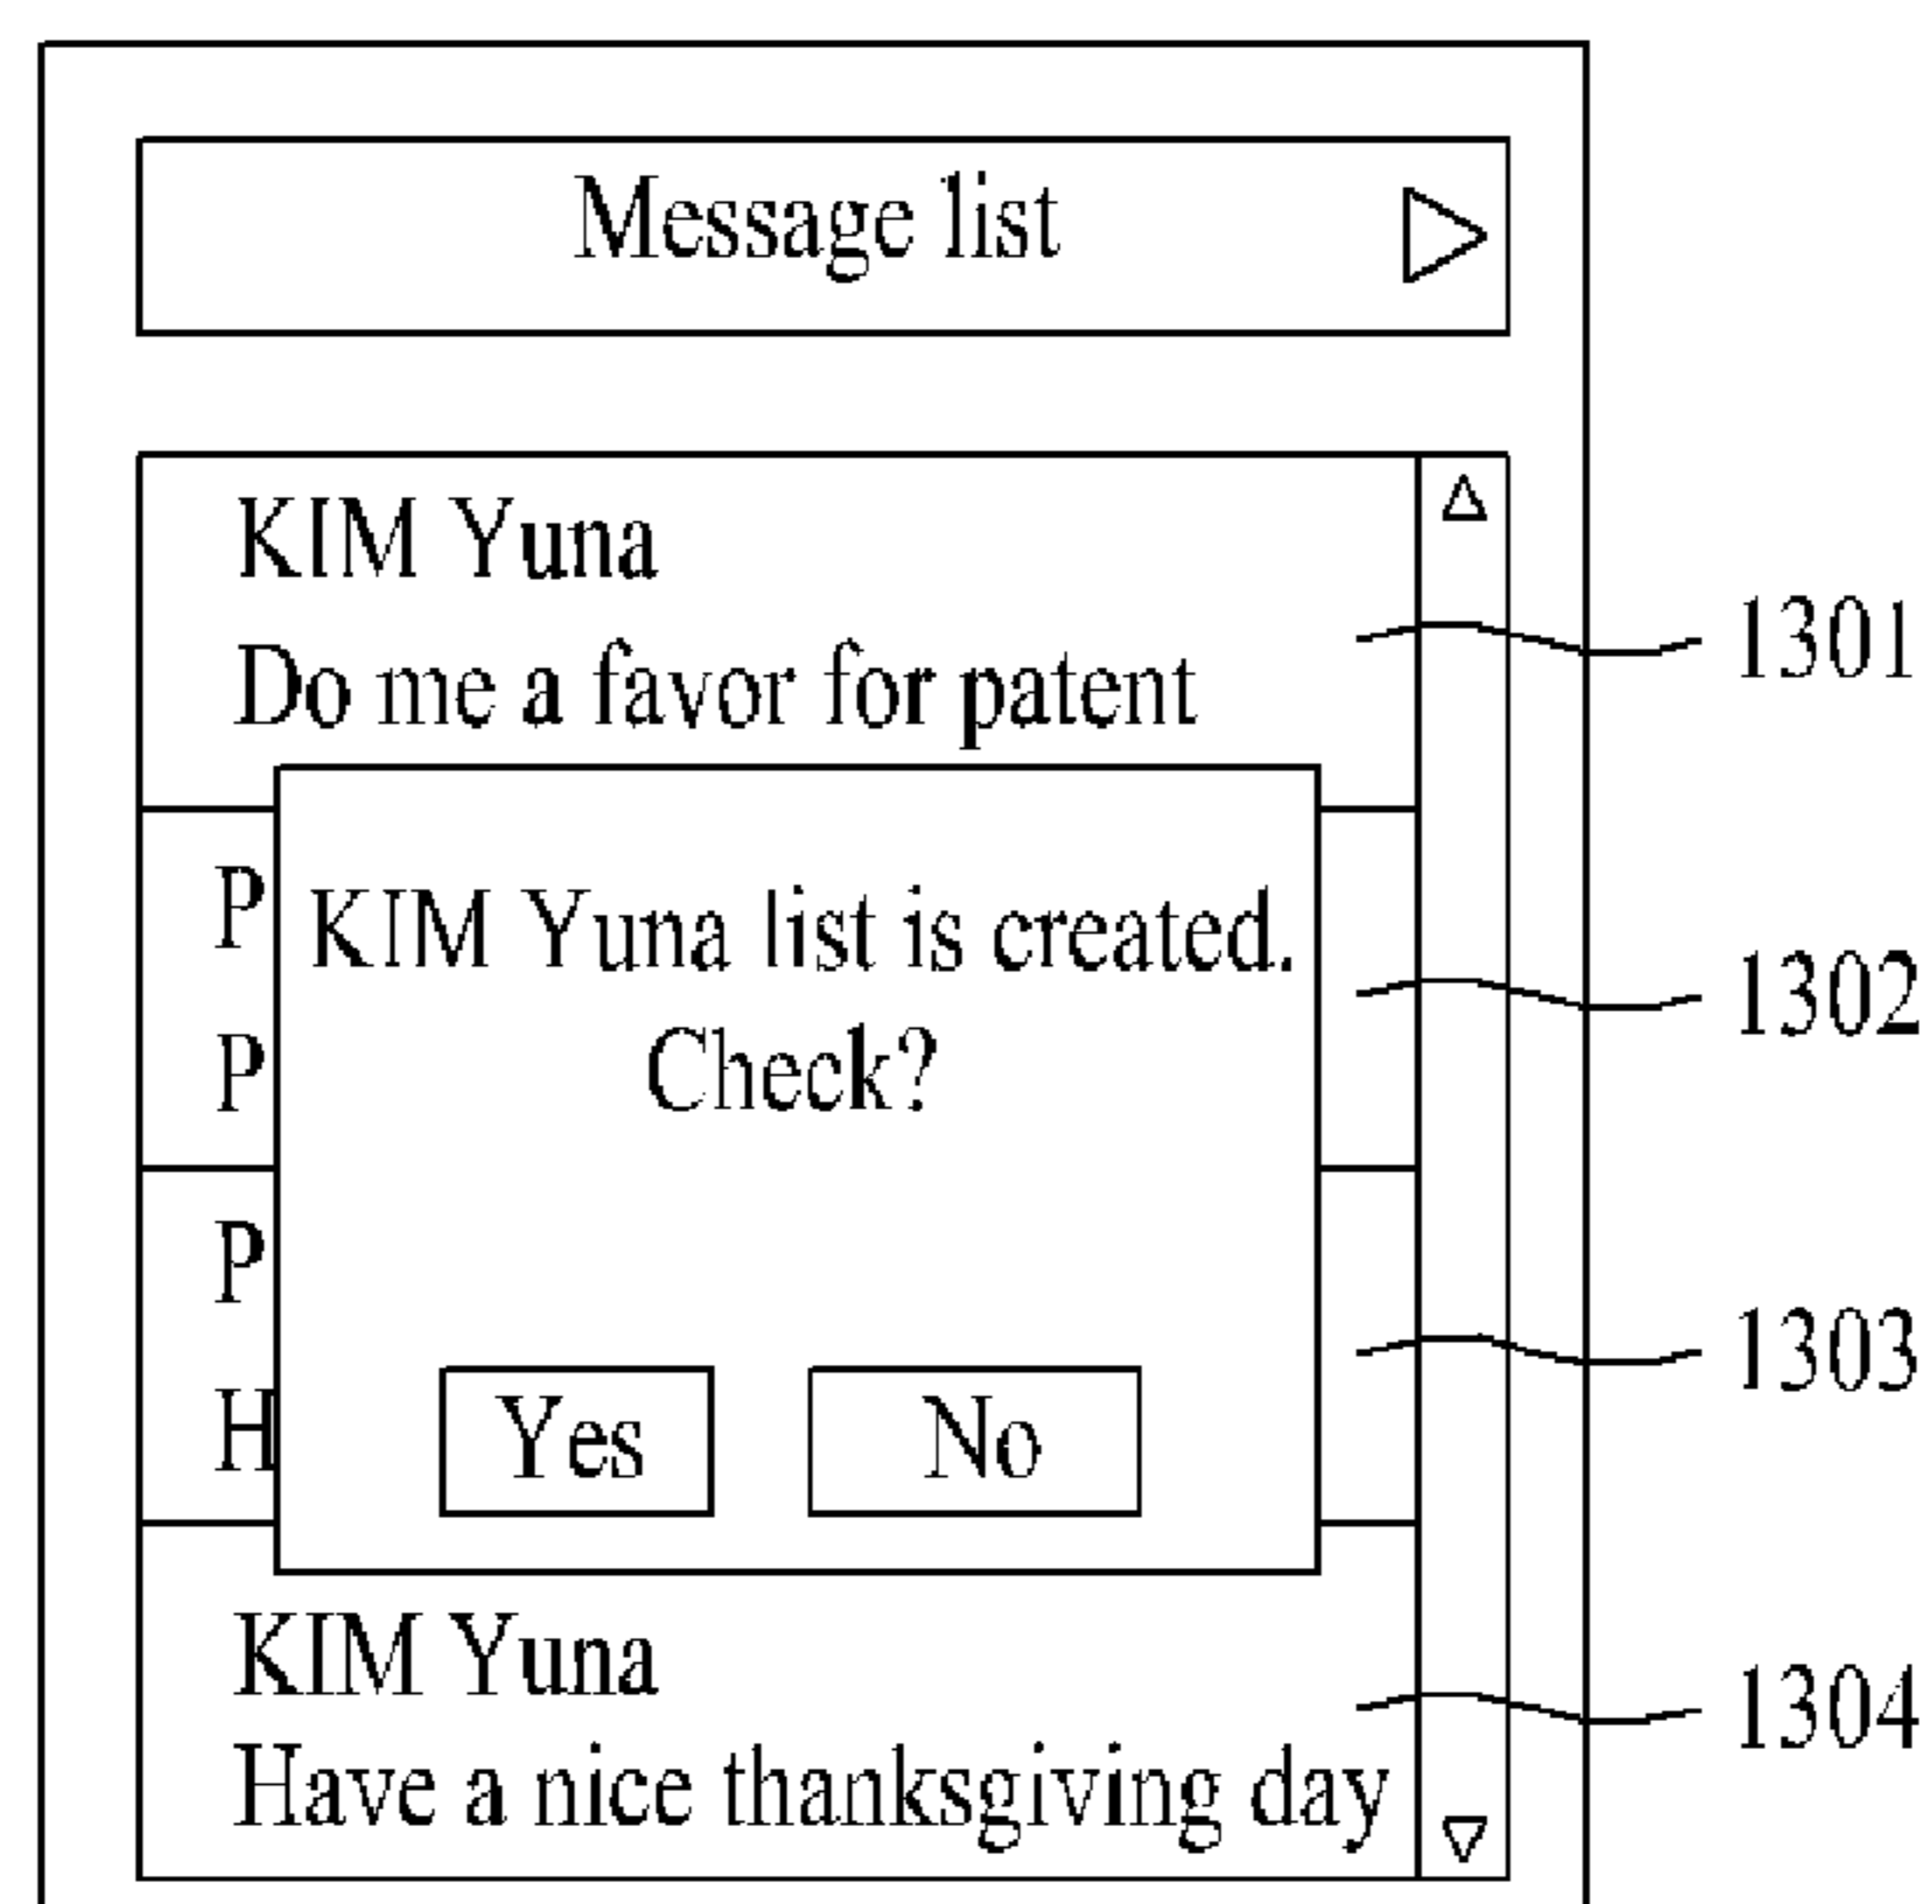 Message list
KIM Yuna
Do me a favor for patent
1301
P
KIM Yuna list is created.
1302
Check?
P
P
1303
H
Yes
No
KIM Yuna
1304
Have a nice thanksgiving day